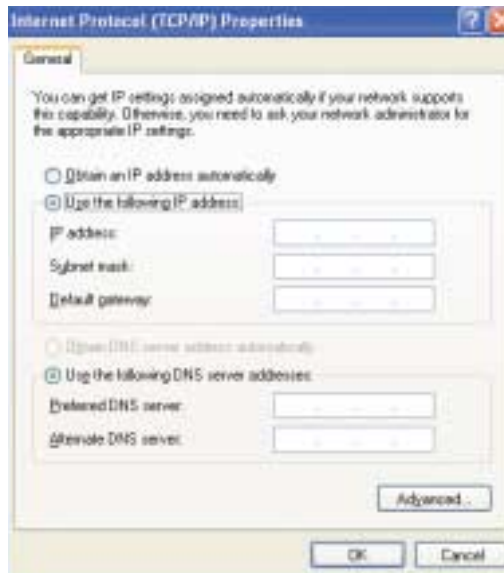 Internet Protocol (TCP/IP) Properties
General
You can get IP settings assigned automatically if your network supports
this capability. Otherwise, you need to ask your network administrator for
the appropriate IP settings.
Obtain an IP address automatically
Use the following IP address:
IP address:
Subnet mask:
Default gateway:
Obtain DNS server address automatically
Use the following DNS server addresses:
Preferred DNS server:
Alternate DNS server:
Advanced...
OK
Cancel